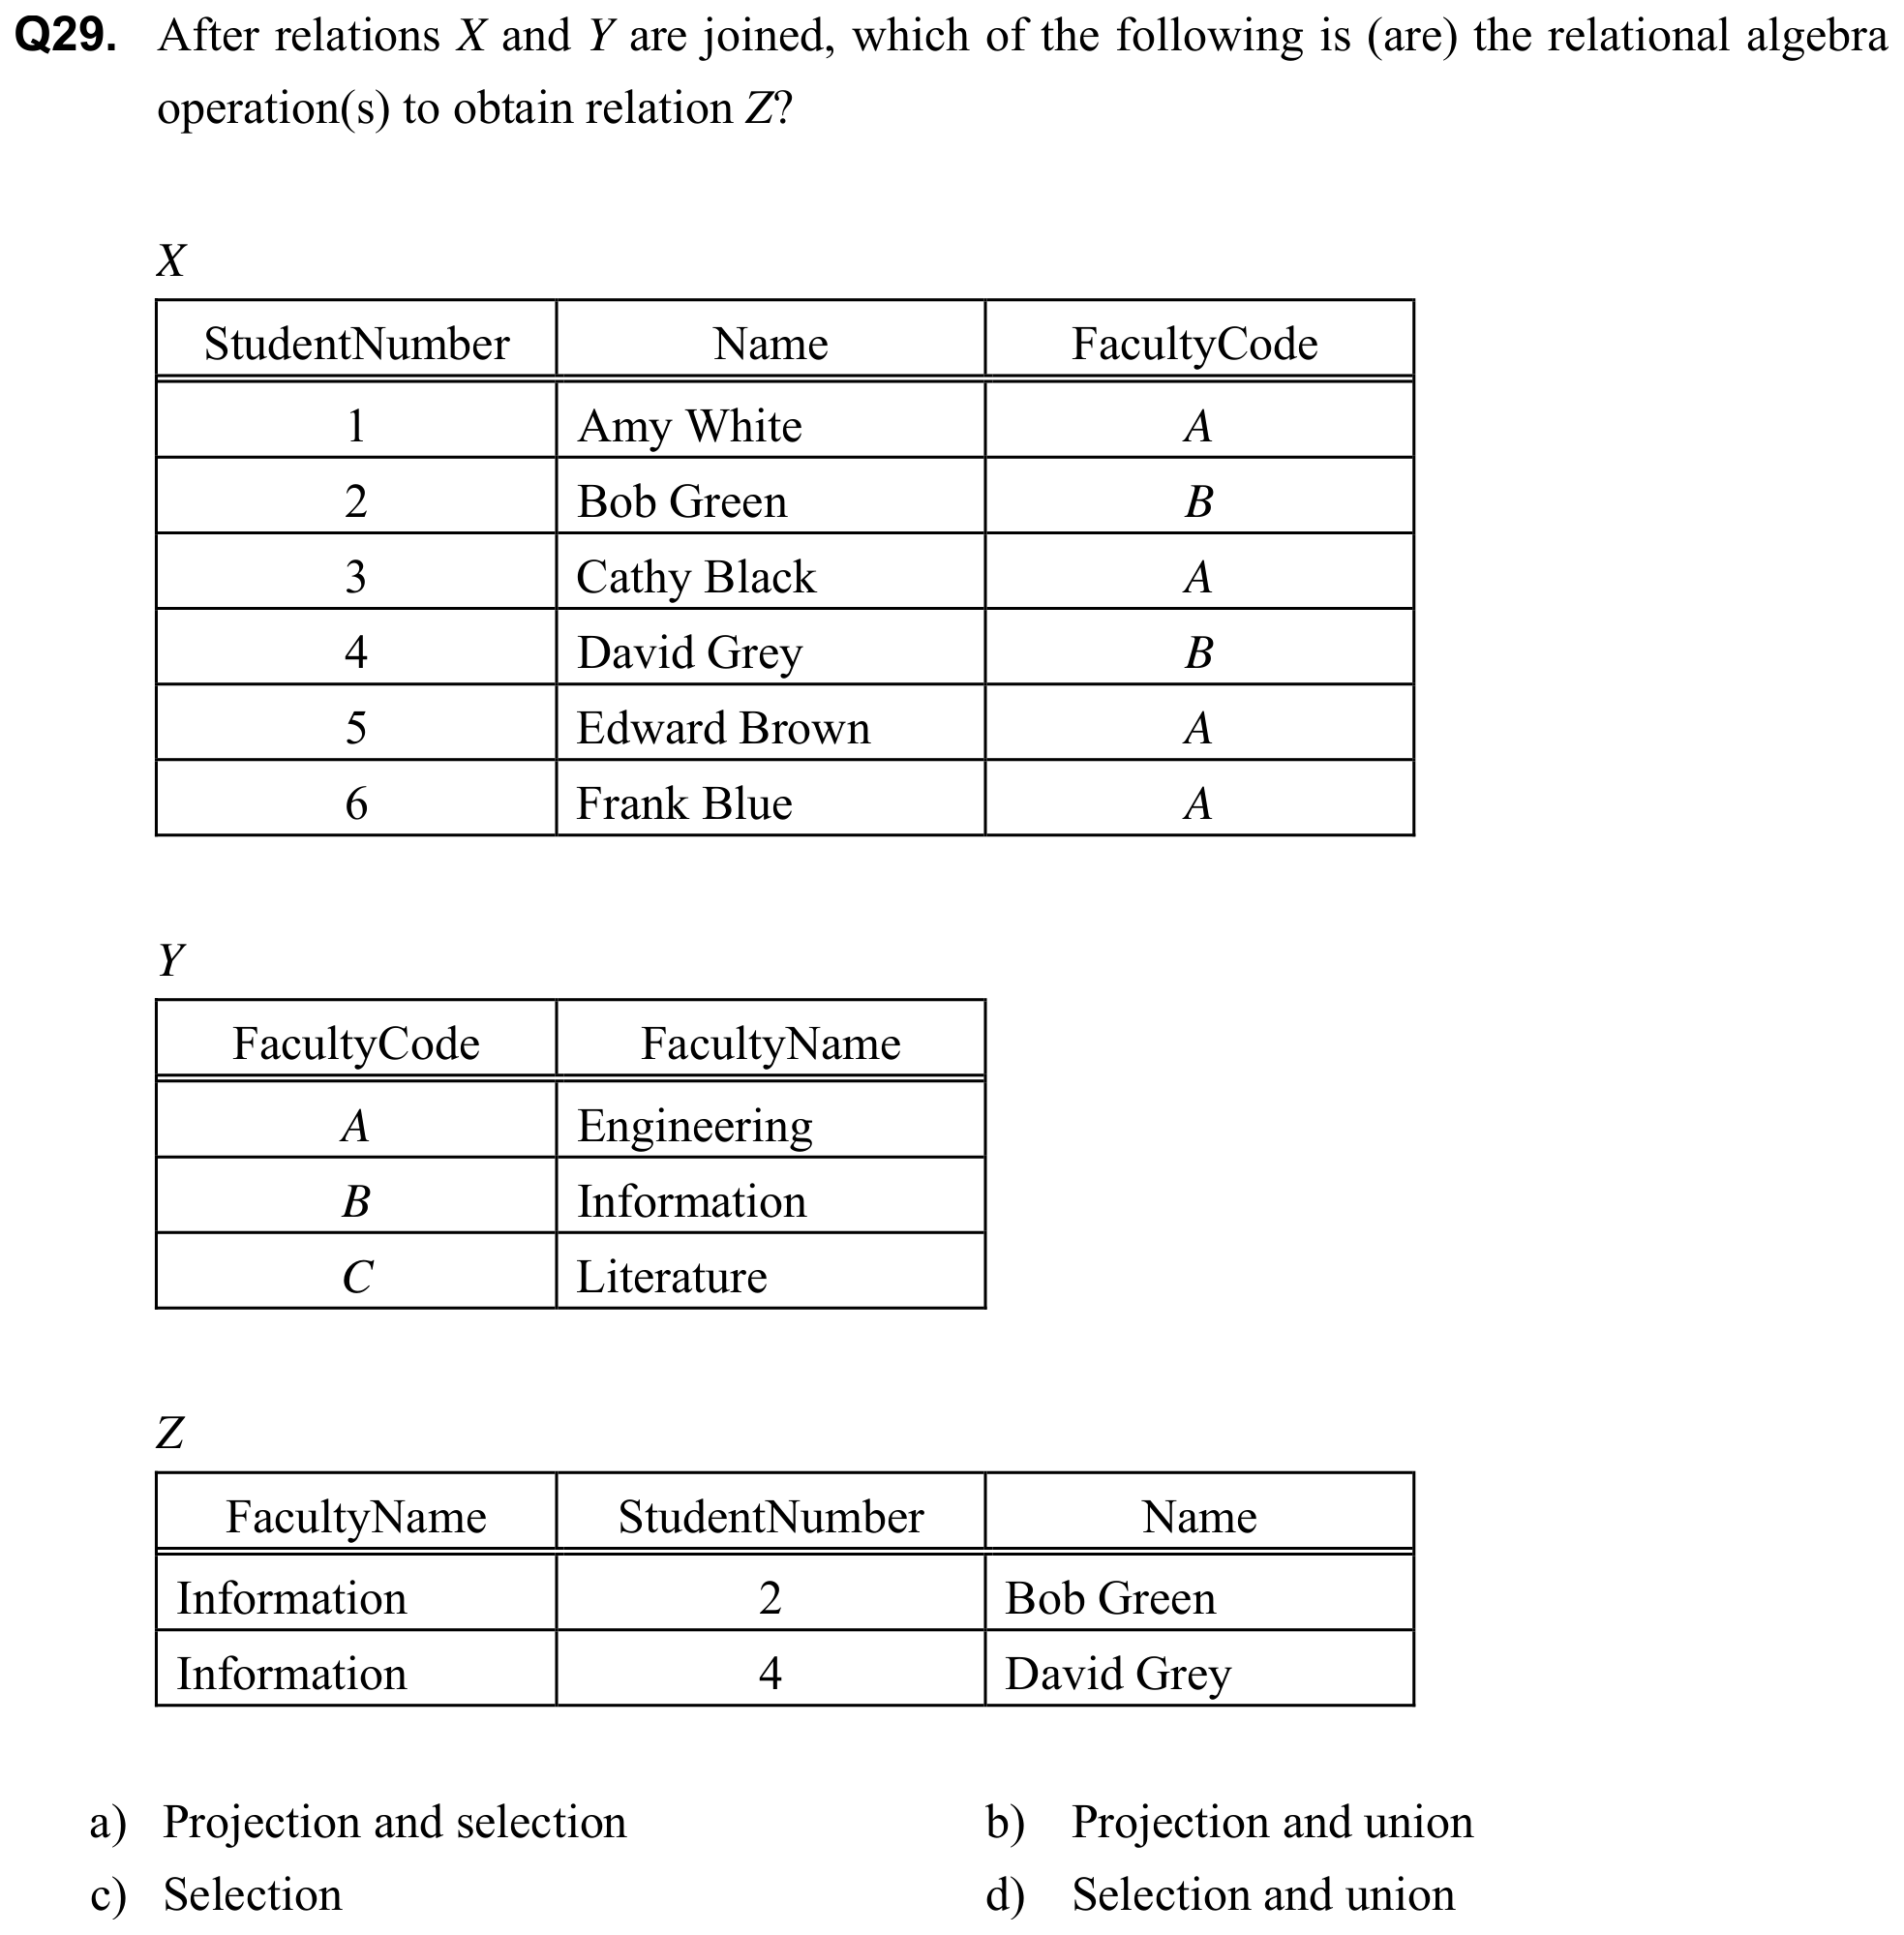 Q29. After relations X and Y are joined, which of the following is (are) the relational algebra
operation(s) to obtain relation Z?
X
StudentNumber Name FacultyCode
1 Amy White A
2 Bob Green B
3 Cathy Black A
4 David Grey B
5 Edward Brown A
6 Frank Blue A
Y
FacultyCode FacultyName
A Engineering
B Information
C Literature
Z
FacultyName StudentNumber Name
Information 2 Bob Green
Information 4 David Grey
a) Projection and selection b) Projection and union
c) Selection d) Selection and union